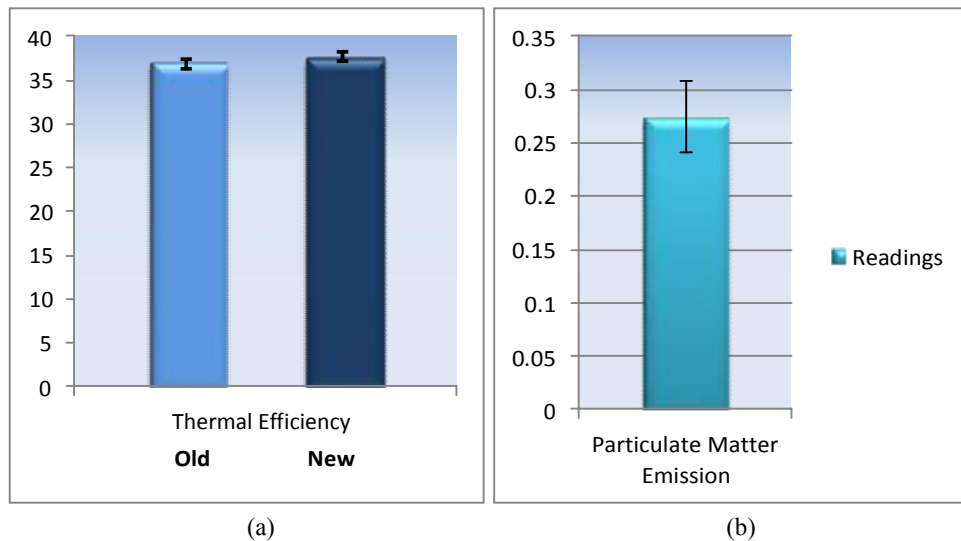 40
35
30
25
20
15
10
5
0
Thermal Efficiency
Old New
(a)
0.35
0.3
0.25
0.2
0.15
0.1
0.05
0
Particulate Matter
Emission
Readings
(b)